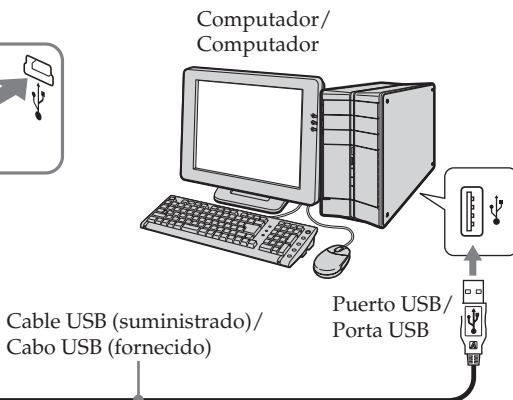 Computador/
Computador
Puerto USB/
Porta USB
Cable USB (suministrado)/
Cabo USB (fornecido)